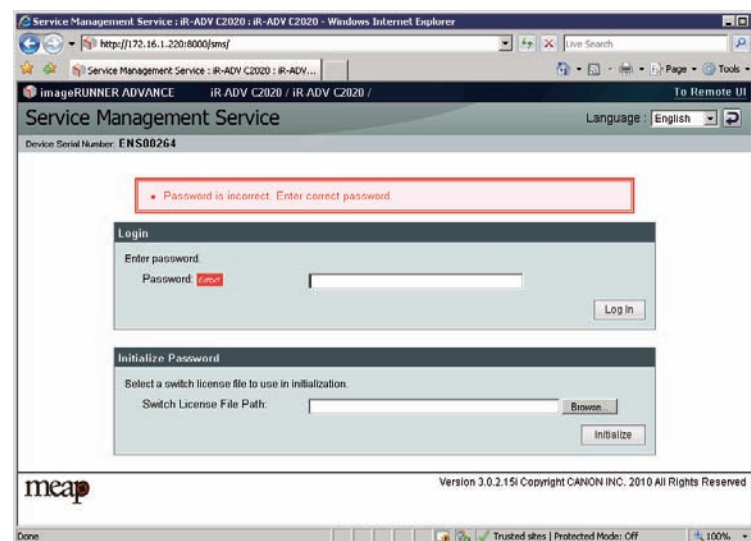 Service Management Service : iR-ADV C2020 : iR-ADV C2020 - Windows Internet Explorer
http://172.16.1.220:8000/sms/
Live Search
Service Management Service : iR-ADV C2020 : iR-ADV...
Page
Tools
imageRUNNER ADVANCE iR ADV C2020 / iR ADV C2020 /
To Remote UI
Service Management Service
Language : English
Device Serial Number: ENS00264
• Password is incorrect. Enter correct password.
Login
Enter password.
Password: Error
Log In
Initialize Password
Select a switch license file to use in initialization.
Switch License File Path:
Browse...
Initialize
meap
Version 3.0.2.15i Copyright CANON INC. 2010 All Rights Reserved
Done
Trusted sites | Protected Mode: Off
100%